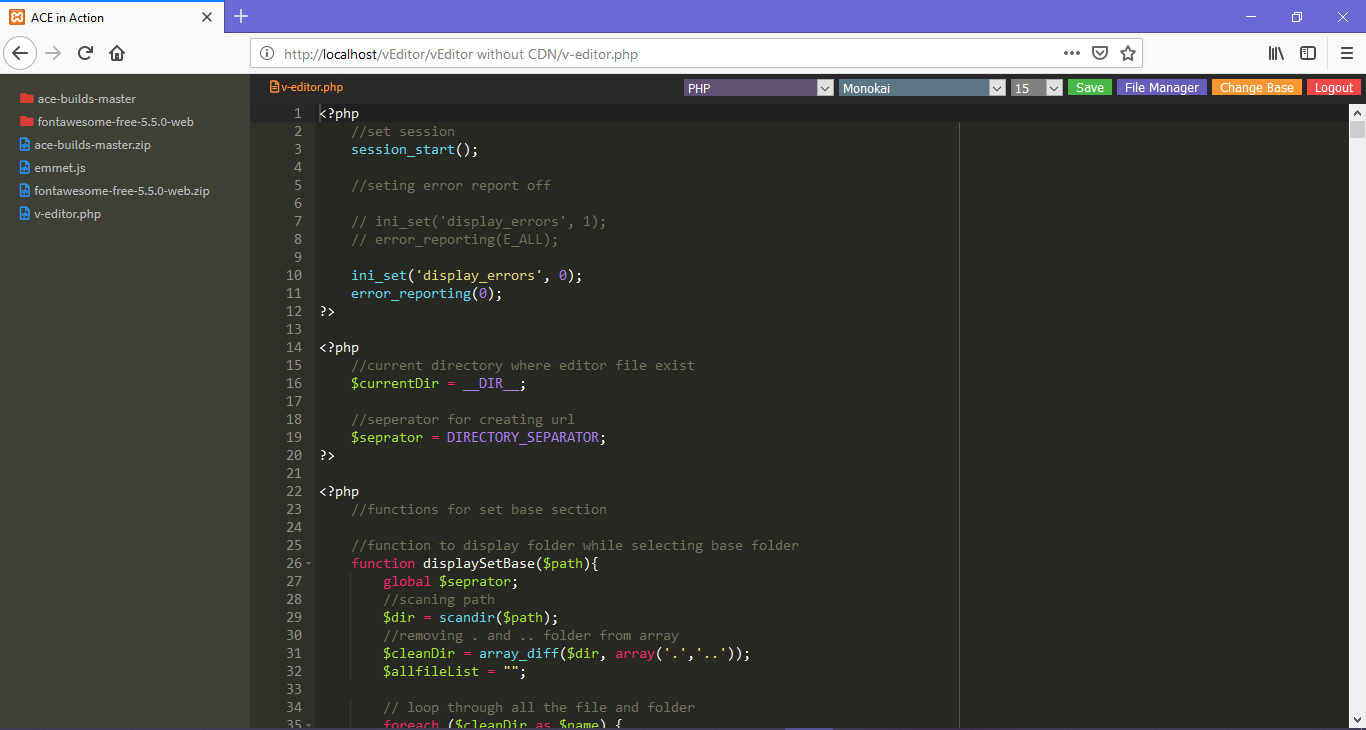 ACE in Action
http://localhost/vEditor/vEditor without CDN/v-editor.php
ace-builds-master
fontawesome-free-5.5.0-web
ace-builds-master.zip
emmet.js
fontawesome-free-5.5.0-web.zip
v-editor.php
v-editor.php
PHP
Monokai
15
Save
File Manager
Change Base
Logout
1 <?php
2 //set session
3 session_start();
4
5 //seting error report off
6
7 // ini_set('display_errors', 1);
8 // error_reporting(E_ALL);
9
10 ini_set('display_errors', 0);
11 error_reporting(0);
12 ?>
13
14 <?php
15 //current directory where editor file exist
16 $currentDir = __DIR__;
17
18 //seperator for creating url
19 $seprator = DIRECTORY_SEPARATOR;
20 ?>
21
22 <?php
23 //functions for set base section
24
25 //function to display folder while selecting base folder
26 function displaySetBase($path){
27 global $seprator;
28 //scaning path
29 $dir = scandir($path);
30 //removing . and .. folder from array
31 $cleanDir = array_diff($dir, array('.','..'));
32 $allfileList = "";
33
34 // loop through all the file and folder
35 foreach ($cleanDir as $name) {